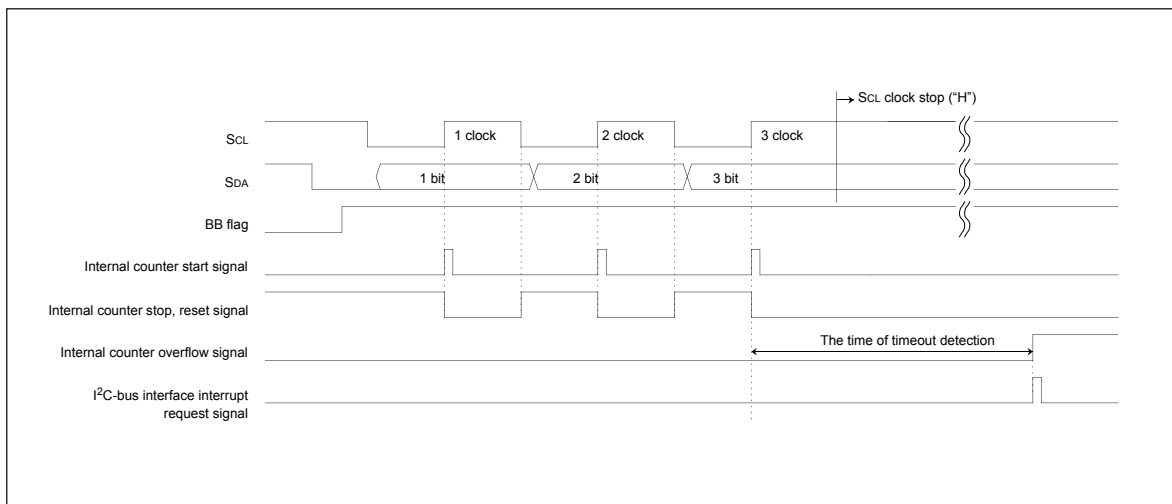 SCL clock stop (“H”)
SCL
1 clock
2 clock
3 clock
SDA
1 bit
2 bit
3 bit
BB flag
Internal counter start signal
Internal counter stop, reset signal
The time of timeout detection
Internal counter overflow signal
I²C-bus interface interrupt
request signal